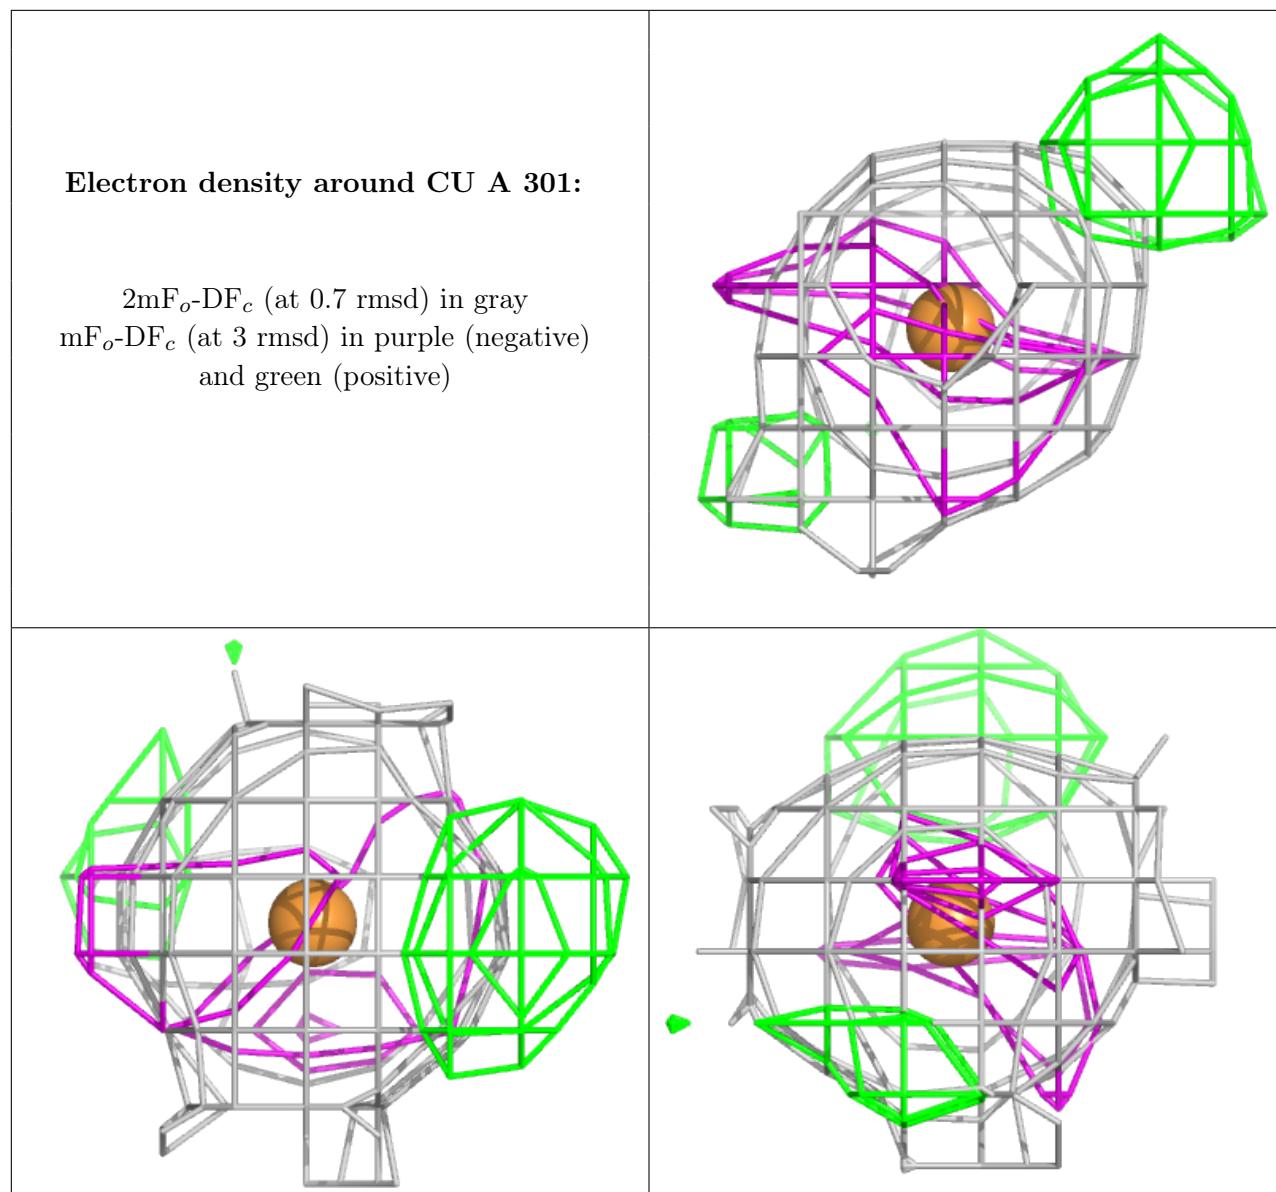 Electron density around CU A 301:
2mFₒ-DF𝑐 (at 0.7 rmsd) in gray
mFₒ-DF𝑐 (at 3 rmsd) in purple (negative)
and green (positive)